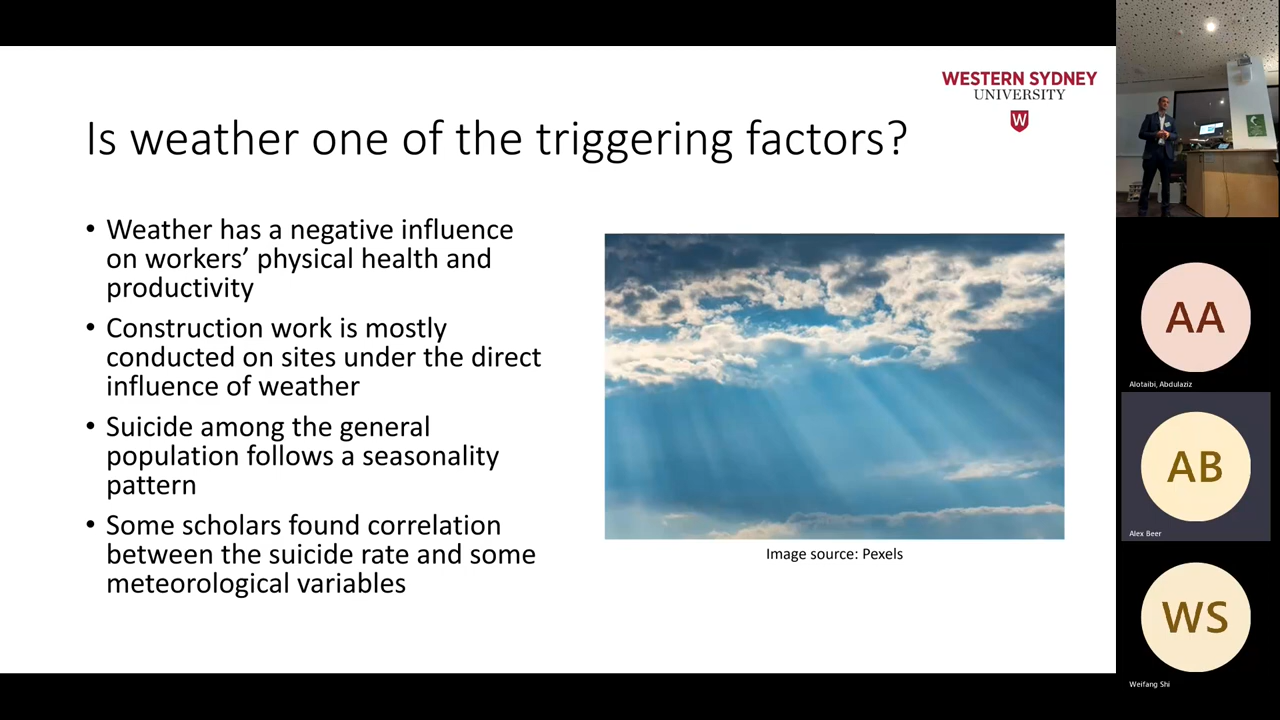 WESTERN SYDNEY
UNIVERSITY
W
Is weather one of the triggering factors?
• Weather has a negative influence
on workers’ physical health and
productivity
• Construction work is mostly
conducted on sites under the direct
influence of weather
• Suicide among the general
population follows a seasonality
pattern
• Some scholars found correlation
between the suicide rate and some
meteorological variables
Image source: Pexels
AA
Alotaibi, Abdulaziz
AB
Alex Beer
WS
Weifang Shi